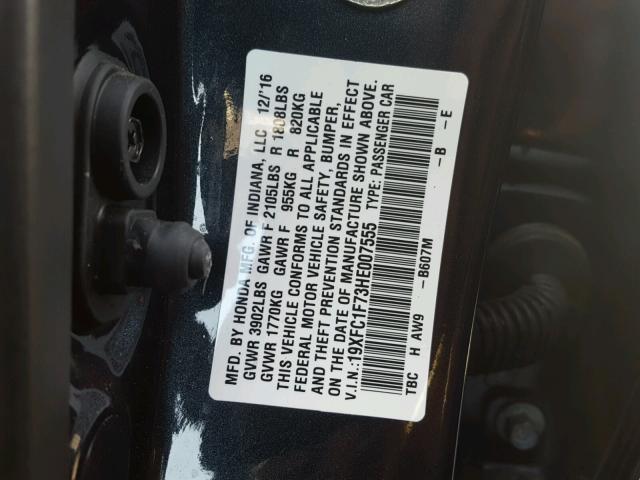 MFD. BY HONDA MFG. OF INDIANA, LLC 12/'16
GVWR 3902LBS GAWR F 2105LBS R 1808LBS
GVWR 1770KG GAWR F 955KG R 820KG
THIS VEHICLE CONFORMS TO ALL APPLICABLE
FEDERAL MOTOR VEHICLE SAFETY, BUMPER,
AND THEFT PREVENTION STANDARDS IN EFFECT
ON THE DATE OF MANUFACTURE SHOWN ABOVE.
V.I.N.:19XFC1F73HE007555 TYPE: PASSENGER CAR
TBC H AW9 -B607M -B -E